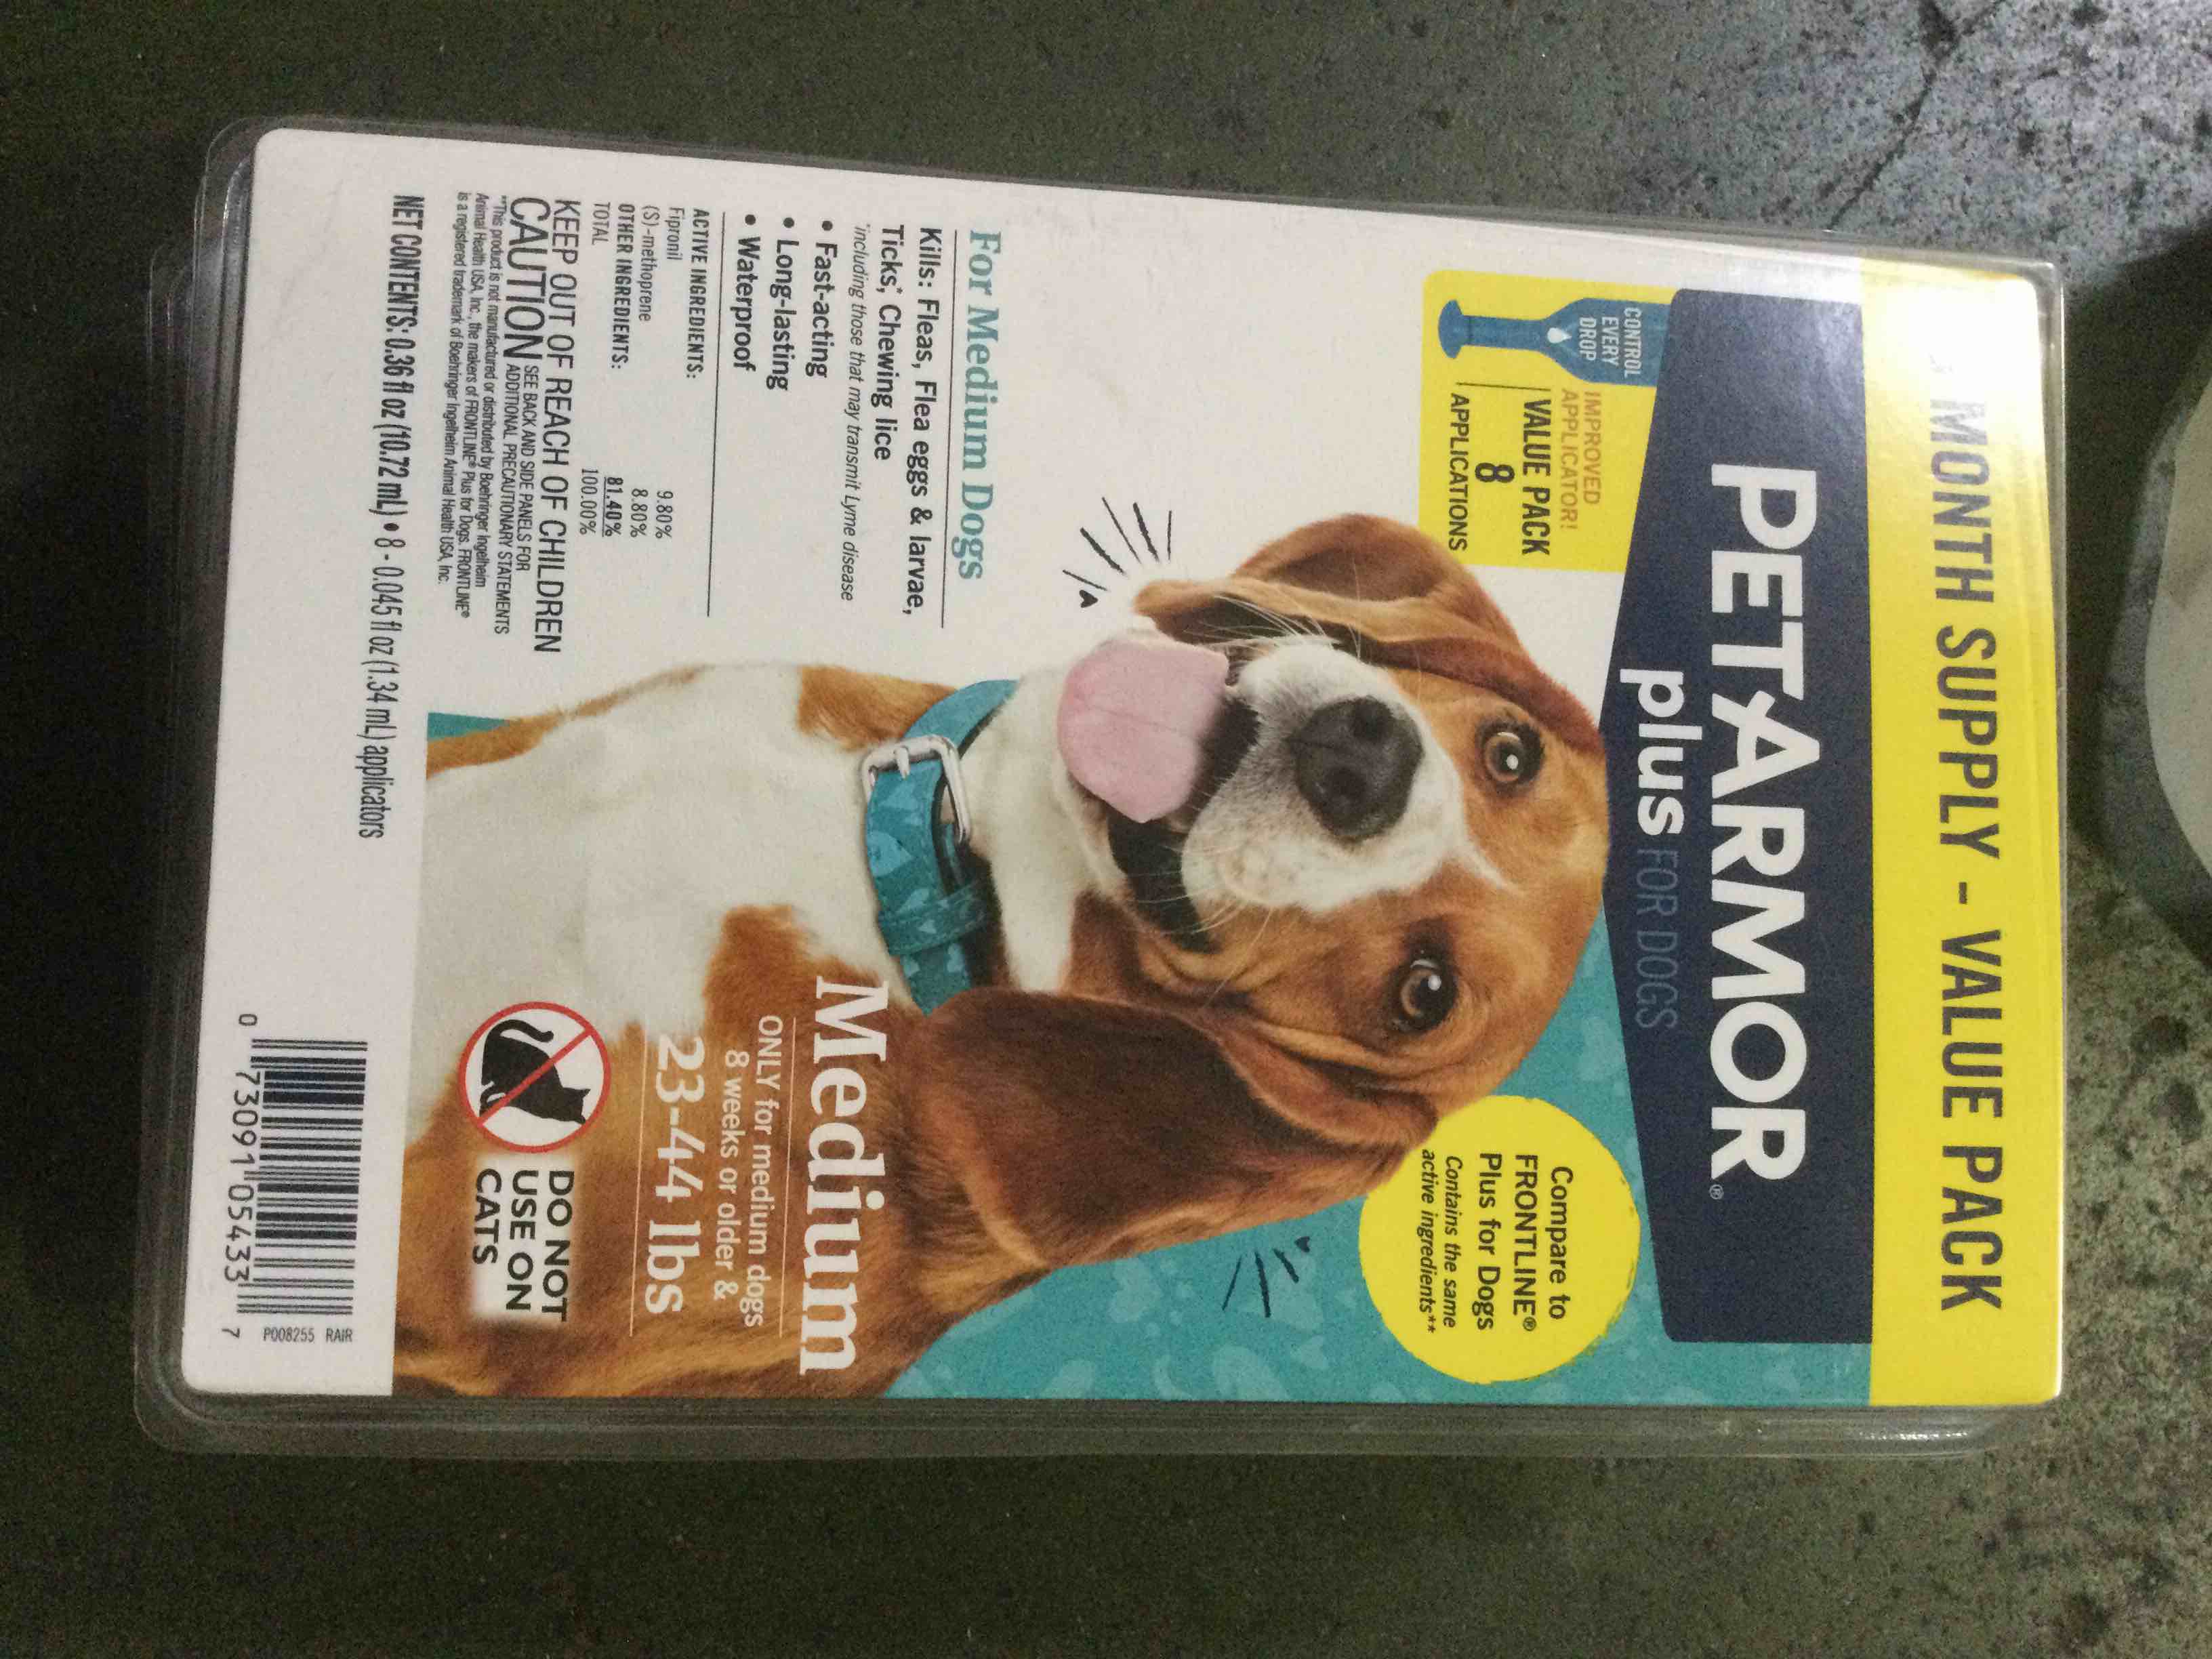 MONTH SUPPLY - VALUE PACK
PETARMOR®
plus FOR DOGS
CONTROL
EVERY
DROP
IMPROVED
APPLICATOR!
VALUE PACK
8
APPLICATIONS
Compare to
FRONTLINE®
Plus for Dogs
Contains the same
active ingredients**
For Medium Dogs
Kills: Fleas, Flea eggs & larvae,
Ticks,* Chewing lice
*including those that may transmit Lyme disease
• Fast-acting
• Long-lasting
• Waterproof
ACTIVE INGREDIENTS:
Fipronil 9.80%
(S)-methoprene 8.80%
OTHER INGREDIENTS: 81.40%
TOTAL 100.00%
KEEP OUT OF REACH OF CHILDREN
CAUTION SEE BACK AND SIDE PANELS FOR
ADDITIONAL PRECAUTIONARY STATEMENTS
**This product is not manufactured or distributed by Boehringer Ingelheim
Animal Health USA, Inc., the makers of FRONTLINE® Plus for Dogs. FRONTLINE®
is a registered trademark of Boehringer Ingelheim Animal Health USA, Inc.
NET CONTENTS: 0.36 fl oz (10.72 mL) • 8 - 0.045 fl oz (1.34 mL) applicators
Medium
ONLY for medium dogs
8 weeks or older &
23-44 lbs
DO NOT
USE ON
CATS
0 73091 05433 7
P008255 RAIR